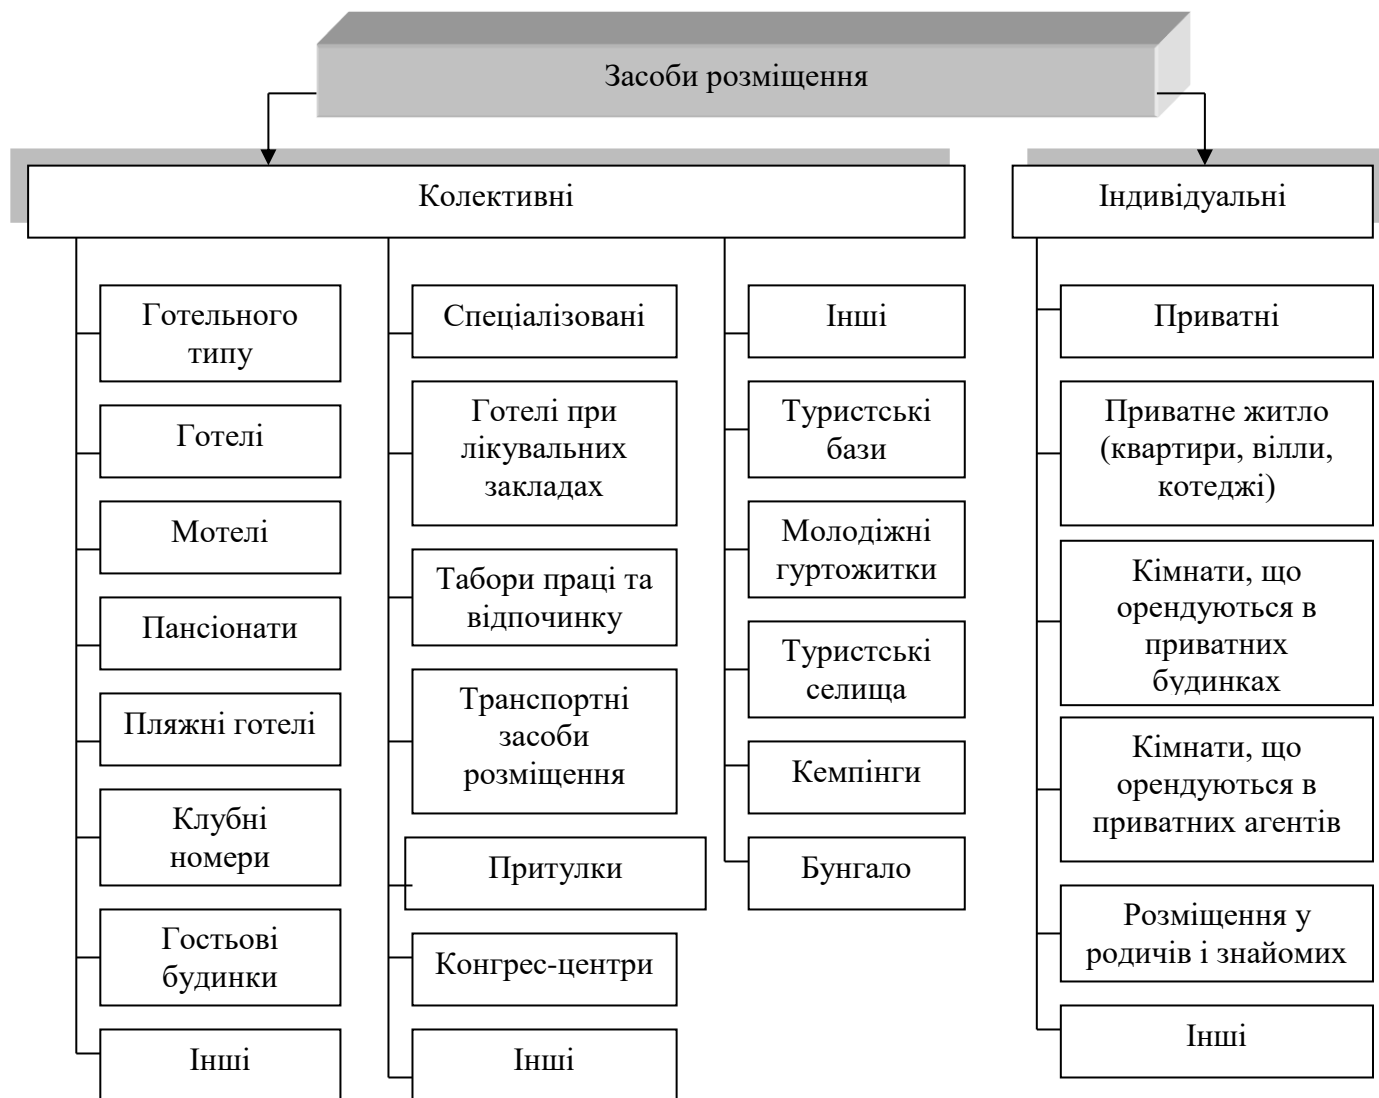 Засоби розміщення
Колективні
Індивідуальні
Готельного
типу
Готелі
Мотелі
Пансіонати
Пляжні готелі
Клубні
номери
Гостьові
будинки
Інші
Спеціалізовані
Готелі при
лікувальних
закладах
Табори праці та
відпочинку
Транспортні
засоби
розміщення
Притулки
Конгрес-центри
Інші
Інші
Туристські
бази
Молодіжні
гуртожитки
Туристські
селища
Кемпінги
Бунгало
Приватні
Приватне житло
(квартири, вілли,
котеджі)
Кімнати, що
орендуються в
приватних
будинках
Кімнати, що
орендуються в
приватних агентів
Розміщення у
родичів і знайомих
Інші